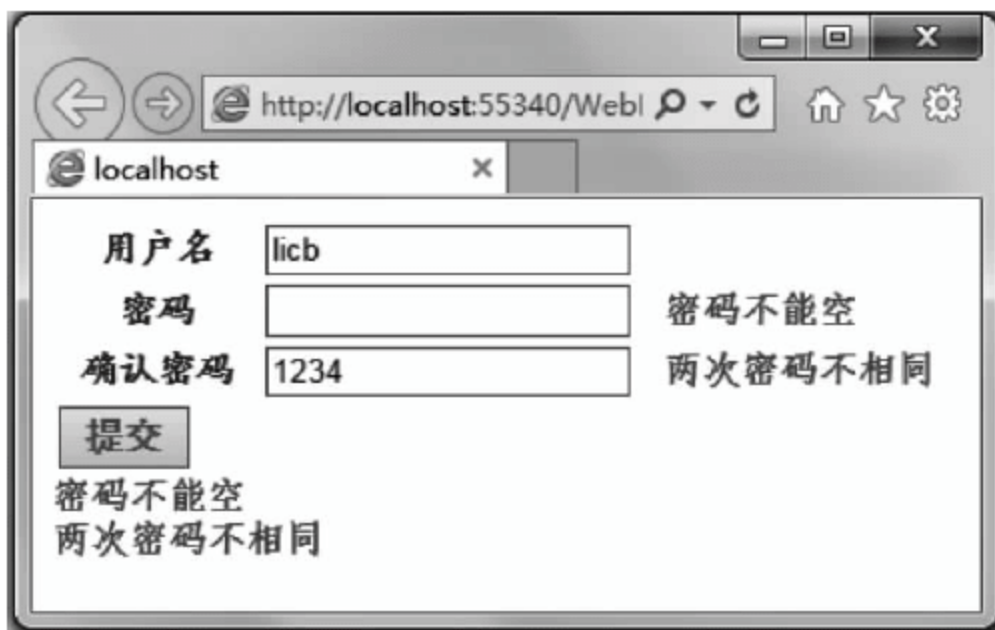 http://localhost:55340/WebI
localhost
用户名 licb
密码 密码不能空
确认密码 1234 两次密码不相同
提交
密码不能空
两次密码不相同